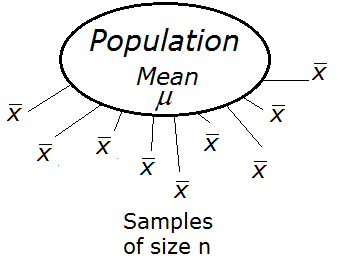 Population
Mean
μ
x̄
x̄ x̄
x̄ x̄ x̄
x̄ x̄
x̄
Samples
of size n